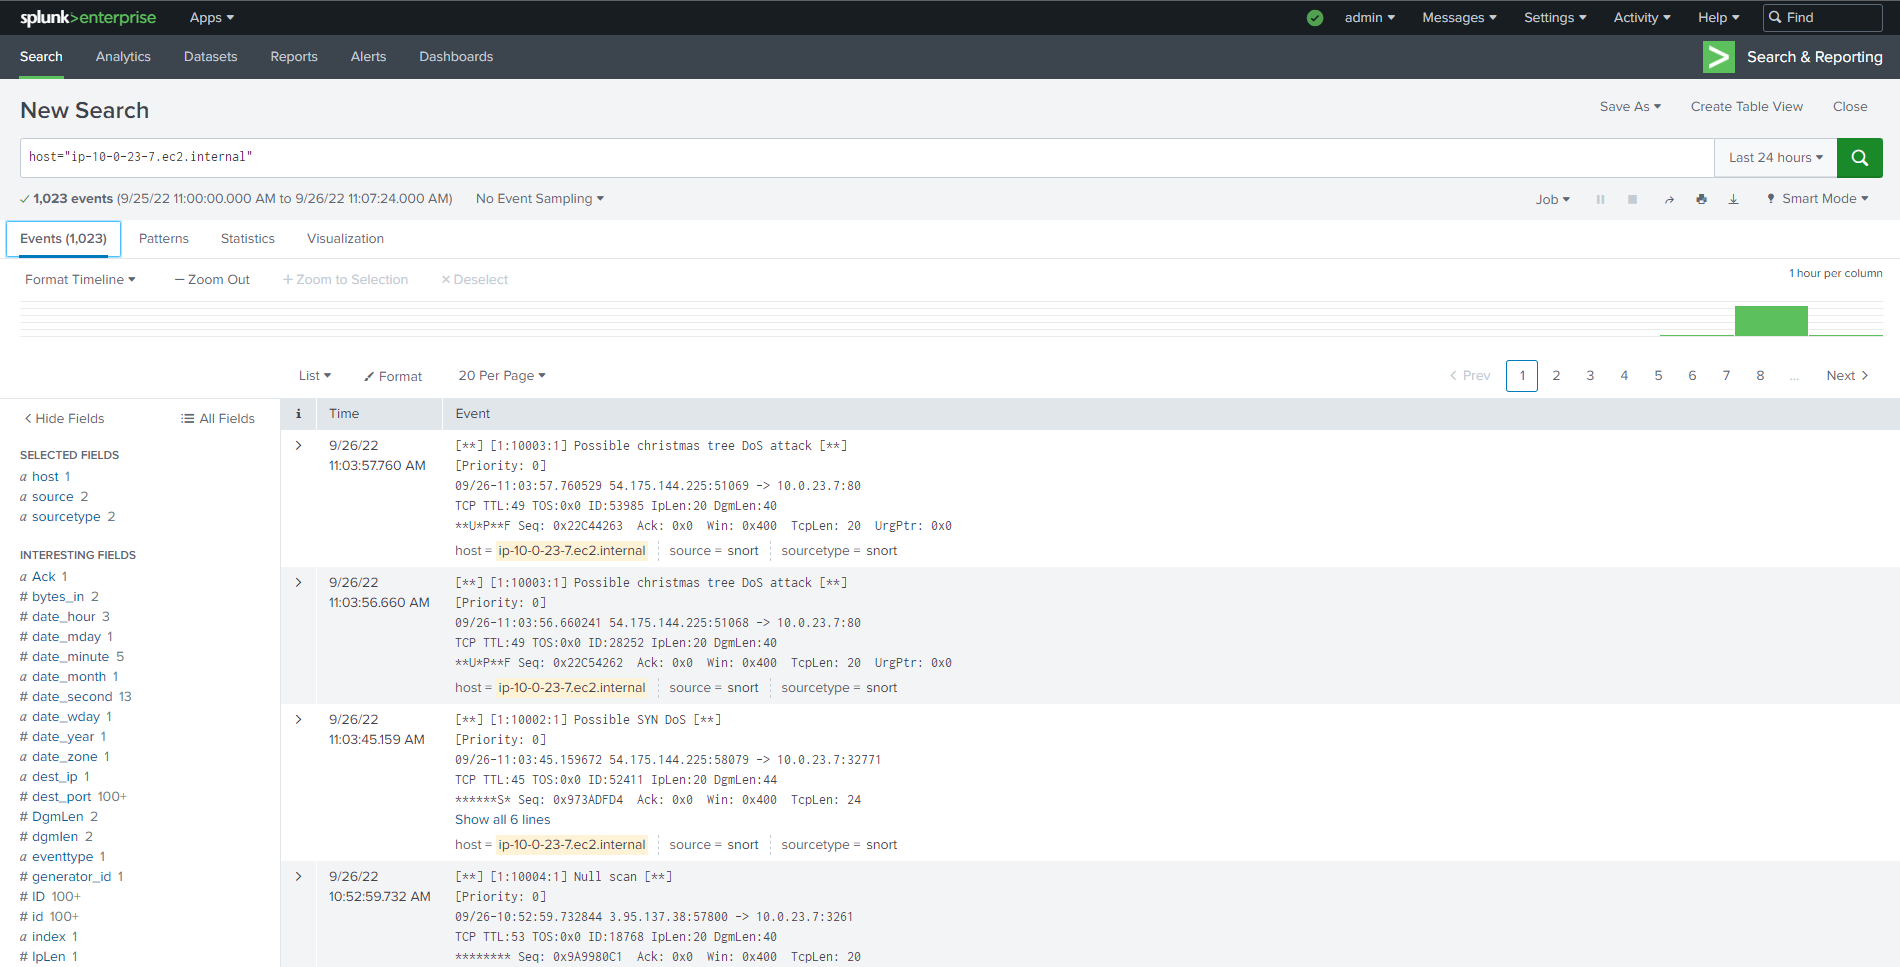 splunk>enterprise Apps admin Messages Settings Activity Help Find
Search Analytics Datasets Reports Alerts Dashboards Search & Reporting
New Search Save As Create Table View Close
host="ip-10-0-23-7.ec2.internal" Last 24 hours
1,023 events (9/25/22 11:00:00.000 AM to 9/26/22 11:07:24.000 AM) No Event Sampling Job Smart Mode
Events (1,023) Patterns Statistics Visualization
Format Timeline — Zoom Out + Zoom to Selection × Deselect 1 hour per column
List Format 20 Per Page < Prev 1 2 3 4 5 6 7 8 ... Next >
< Hide Fields All Fields
SELECTED FIELDS
a host 1
a source 2
a sourcetype 2
INTERESTING FIELDS
a Ack 1
# bytes_in 2
# date_hour 3
# date_mday 1
# date_minute 5
a date_month 1
# date_second 13
a date_wday 1
# date_year 1
a date_zone 1
a dest_ip 1
# dest_port 100+
# DgmLen 2
# dgmlen 2
a eventtype 1
# generator_id 1
# ID 100+
# id 100+
a index 1
# IpLen 1
i Time Event
> 9/26/22 [**] [1:10003:1] Possible christmas tree DoS attack [**]
11:03:57.760 AM [Priority: 0]
09/26-11:03:57.760529 54.175.144.225:51069 -> 10.0.23.7:80
TCP TTL:49 TOS:0x0 ID:53985 IpLen:20 DgmLen:40
**U*P**F Seq: 0x22C44263 Ack: 0x0 Win: 0x400 TcpLen: 20 UrgPtr: 0x0
host = ip-10-0-23-7.ec2.internal source = snort sourcetype = snort
> 9/26/22 [**] [1:10003:1] Possible christmas tree DoS attack [**]
11:03:56.660 AM [Priority: 0]
09/26-11:03:56.660241 54.175.144.225:51068 -> 10.0.23.7:80
TCP TTL:49 TOS:0x0 ID:28252 IpLen:20 DgmLen:40
**U*P**F Seq: 0x22C54262 Ack: 0x0 Win: 0x400 TcpLen: 20 UrgPtr: 0x0
host = ip-10-0-23-7.ec2.internal source = snort sourcetype = snort
> 9/26/22 [**] [1:10002:1] Possible SYN DoS [**]
11:03:45.159 AM [Priority: 0]
09/26-11:03:45.159672 54.175.144.225:58079 -> 10.0.23.7:32771
TCP TTL:45 TOS:0x0 ID:52411 IpLen:20 DgmLen:44
******S* Seq: 0x973ADFD4 Ack: 0x0 Win: 0x400 TcpLen: 24
Show all 6 lines
host = ip-10-0-23-7.ec2.internal source = snort sourcetype = snort
> 9/26/22 [**] [1:10004:1] Null scan [**]
10:52:59.732 AM [Priority: 0]
09/26-10:52:59.732844 3.95.137.38:57800 -> 10.0.23.7:3261
TCP TTL:53 TOS:0x0 ID:18768 IpLen:20 DgmLen:40
******** Seq: 0x9A9980C1 Ack: 0x0 Win: 0x400 TcpLen: 20